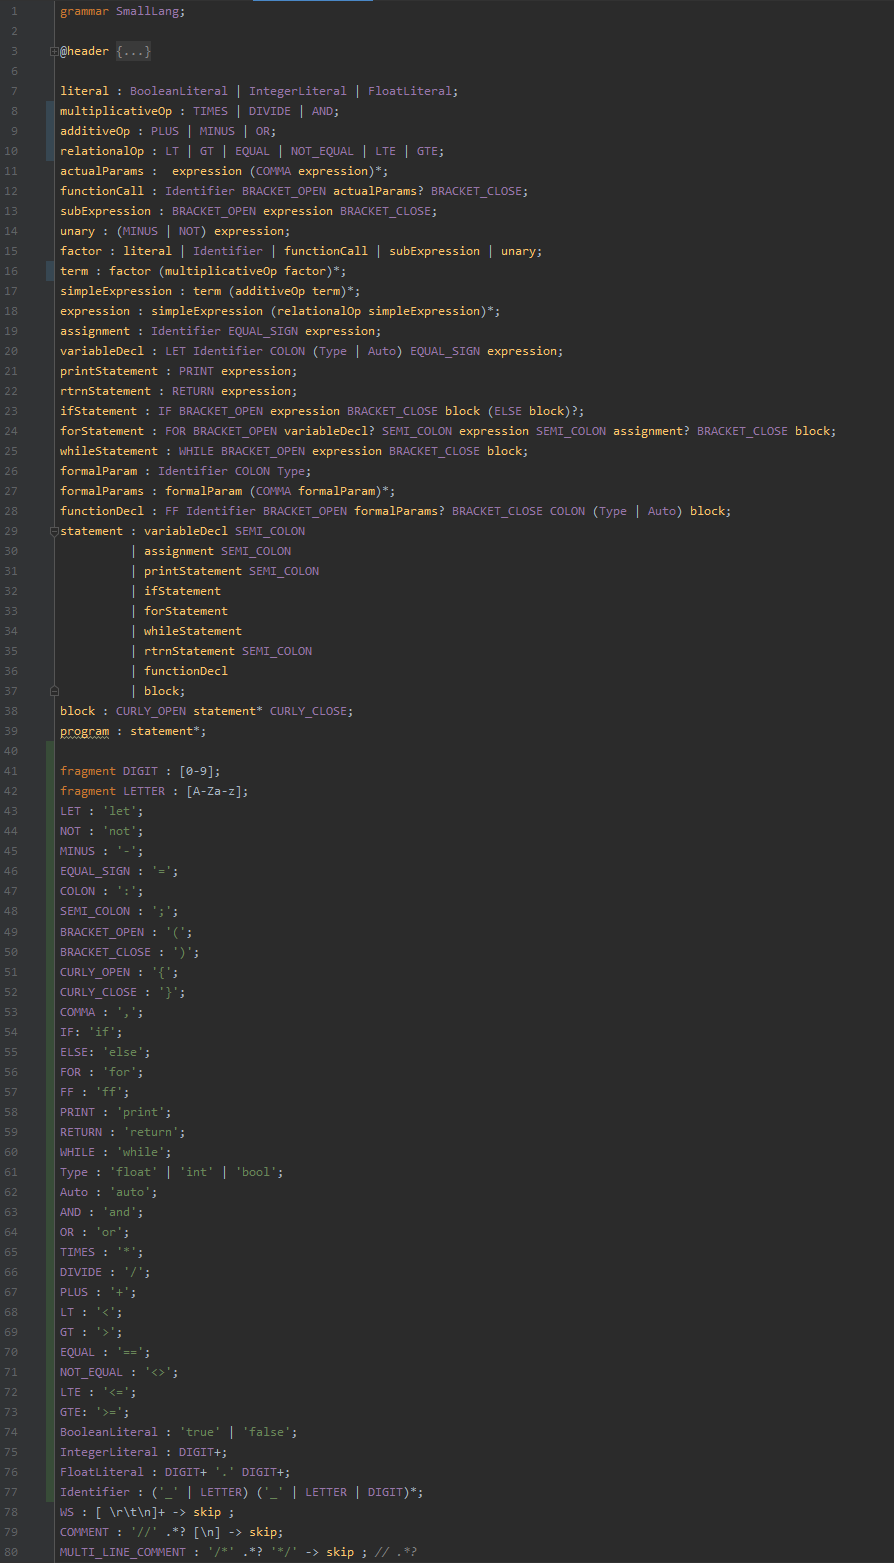 1 grammar SmallLang;
2
3 @header {...}
6
7 literal : BooleanLiteral | IntegerLiteral | FloatLiteral;
8 multiplicativeOp : TIMES | DIVIDE | AND;
9 additiveOp : PLUS | MINUS | OR;
10 relationalOp : LT | GT | EQUAL | NOT_EQUAL | LTE | GTE;
11 actualParams :  expression (COMMA expression)*;
12 functionCall : Identifier BRACKET_OPEN actualParams? BRACKET_CLOSE;
13 subExpression : BRACKET_OPEN expression BRACKET_CLOSE;
14 unary : (MINUS | NOT) expression;
15 factor : literal | Identifier | functionCall | subExpression | unary;
16 term : factor (multiplicativeOp factor)*;
17 simpleExpression : term (additiveOp term)*;
18 expression : simpleExpression (relationalOp simpleExpression)*;
19 assignment : Identifier EQUAL_SIGN expression;
20 variableDecl : LET Identifier COLON (Type | Auto) EQUAL_SIGN expression;
21 printStatement : PRINT expression;
22 rtrnStatement : RETURN expression;
23 ifStatement : IF BRACKET_OPEN expression BRACKET_CLOSE block (ELSE block)?;
24 forStatement : FOR BRACKET_OPEN variableDecl? SEMI_COLON expression SEMI_COLON assignment? BRACKET_CLOSE block;
25 whileStatement : WHILE BRACKET_OPEN expression BRACKET_CLOSE block;
26 formalParam : Identifier COLON Type;
27 formalParams : formalParam (COMMA formalParam)*;
28 functionDecl : FF Identifier BRACKET_OPEN formalParams? BRACKET_CLOSE COLON (Type | Auto) block;
29 statement : variableDecl SEMI_COLON
30 | assignment SEMI_COLON
31 | printStatement SEMI_COLON
32 | ifStatement
33 | forStatement
34 | whileStatement
35 | rtrnStatement SEMI_COLON
36 | functionDecl
37 | block;
38 block : CURLY_OPEN statement* CURLY_CLOSE;
39 program : statement*;
40
41 fragment DIGIT : [0-9];
42 fragment LETTER : [A-Za-z];
43 LET : 'let';
44 NOT : 'not';
45 MINUS : '-';
46 EQUAL_SIGN : '=';
47 COLON : ':';
48 SEMI_COLON : ';';
49 BRACKET_OPEN : '(';
50 BRACKET_CLOSE : ')';
51 CURLY_OPEN : '{';
52 CURLY_CLOSE : '}';
53 COMMA : ',';
54 IF: 'if';
55 ELSE: 'else';
56 FOR : 'for';
57 FF : 'ff';
58 PRINT : 'print';
59 RETURN : 'return';
60 WHILE : 'while';
61 Type : 'float' | 'int' | 'bool';
62 Auto : 'auto';
63 AND : 'and';
64 OR : 'or';
65 TIMES : '*';
66 DIVIDE : '/';
67 PLUS : '+';
68 LT : '<';
69 GT : '>';
70 EQUAL : '==';
71 NOT_EQUAL : '<>';
72 LTE : '<=';
73 GTE: '>=';
74 BooleanLiteral : 'true' | 'false';
75 IntegerLiteral : DIGIT+;
76 FloatLiteral : DIGIT+ '.' DIGIT+;
77 Identifier : ('_' | LETTER) ('_' | LETTER | DIGIT)*;
78 WS : [ \r\t\n]+ -> skip ;
79 COMMENT : '//' .*? [\n] -> skip;
80 MULTI_LINE_COMMENT : '/*' .*? '*/' -> skip ; // .*?